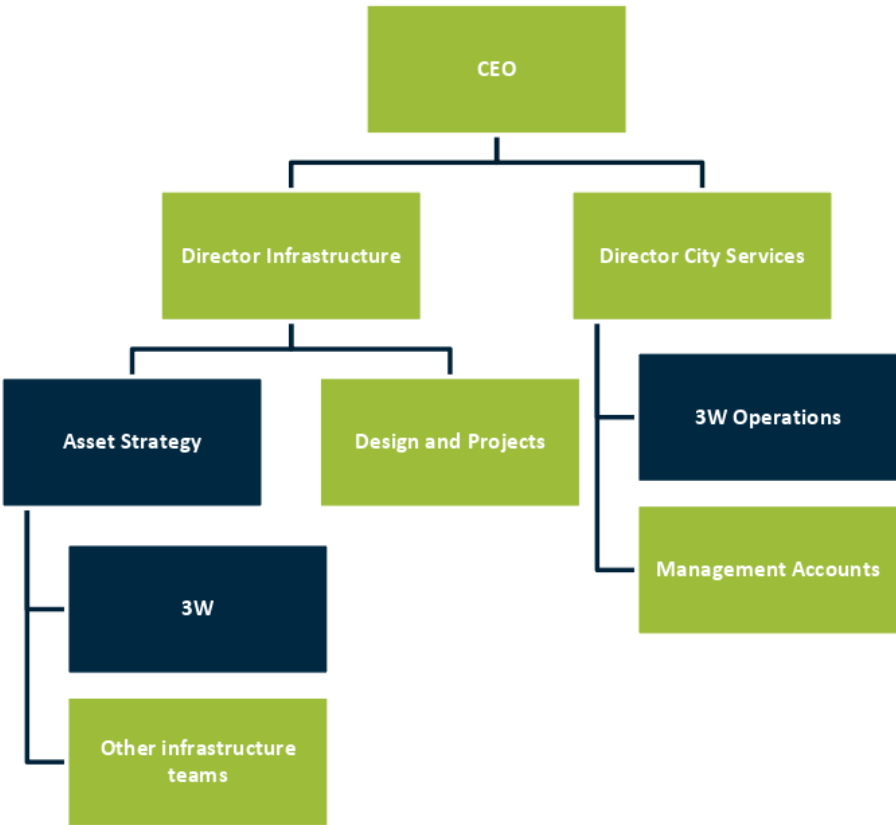 CEO
Director Infrastructure
Director City Services
Asset Strategy
Design and Projects
3W Operations
Management Accounts
3W
Other infrastructure
teams